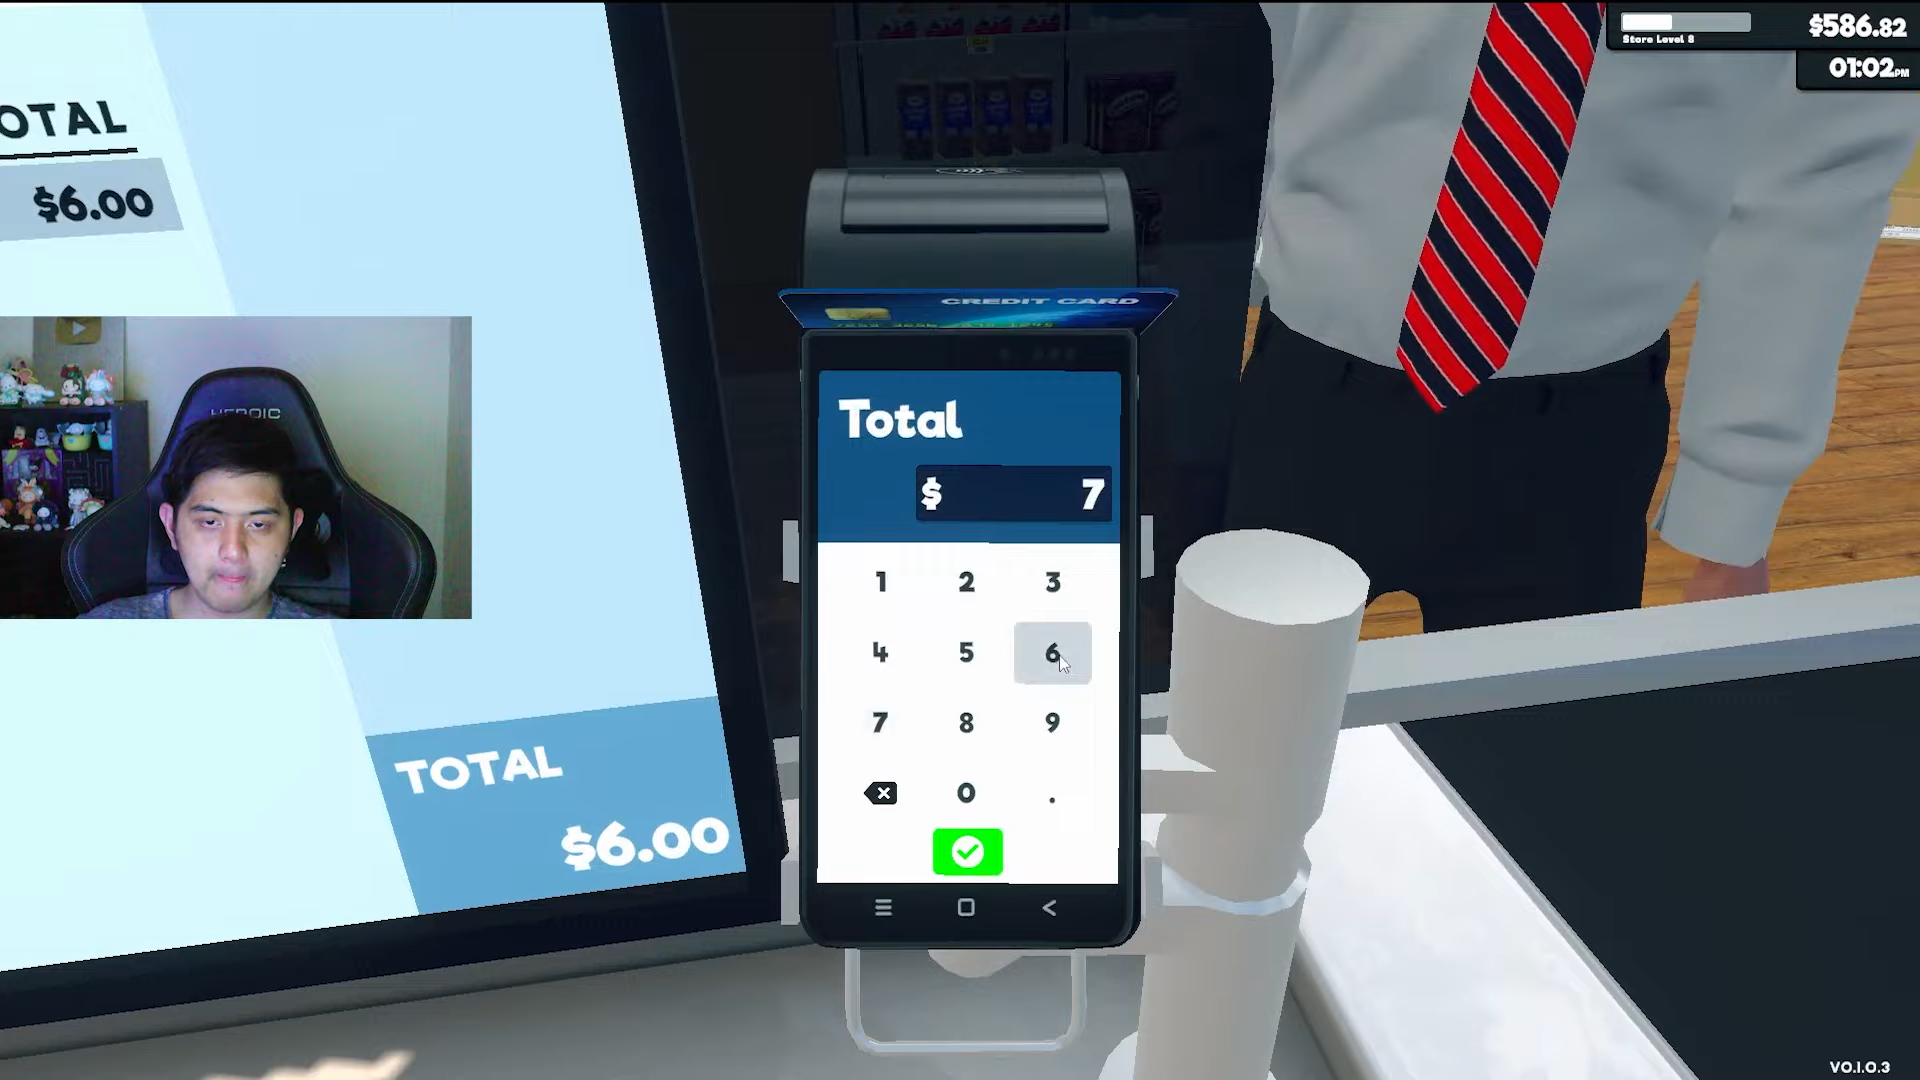 $586.82
Store Level 8
01:02PM
OTAL
$6.00
CREDIT CARD
HEROIC
Total
$ 7
1 2 3
4 5 6
7 8 9
0 .
TOTAL
$6.00
V0.1.0.3